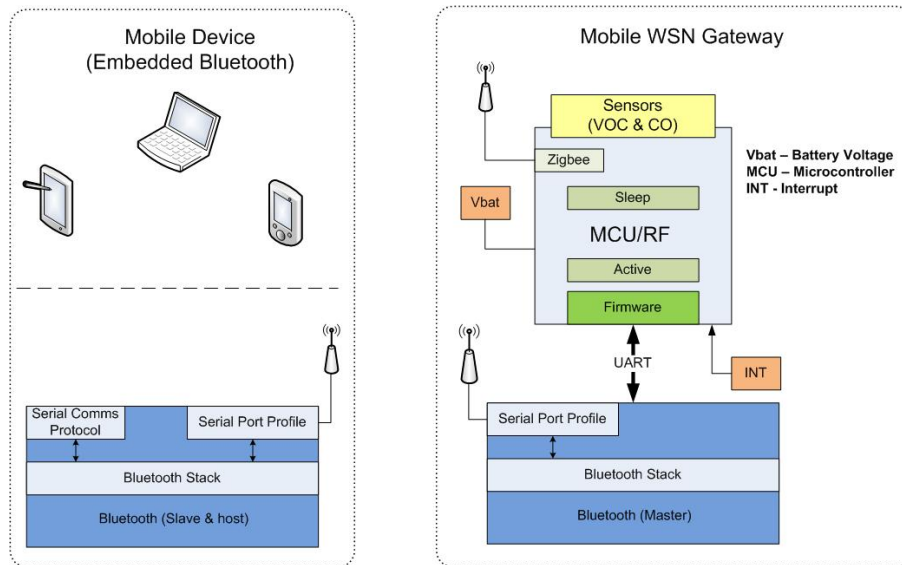 Mobile Device
(Embedded Bluetooth)
Serial Comms
Protocol
Serial Port Profile
Bluetooth Stack
Bluetooth (Slave & host)
Mobile WSN Gateway
Sensors
(VOC & CO)
Zigbee
Vbat
Sleep
MCU/RF
Active
Firmware
Vbat – Battery Voltage
MCU – Microcontroller
INT - Interrupt
UART
INT
Serial Port Profile
Bluetooth Stack
Bluetooth (Master)